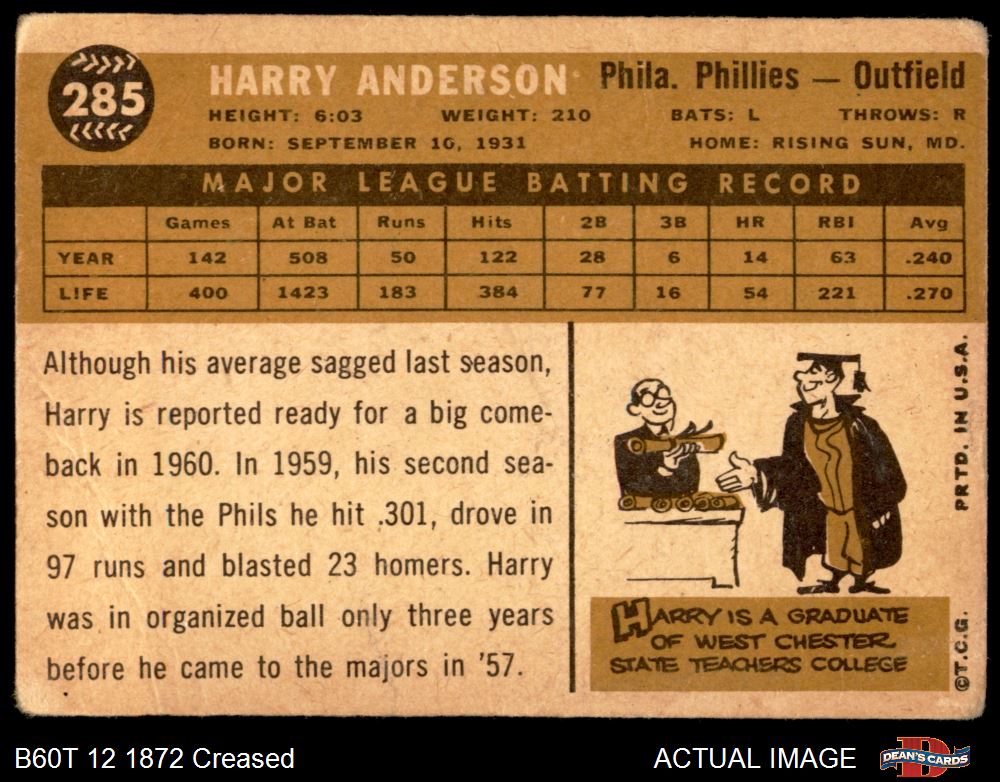 285
HARRY ANDERSON
Phila. Phillies — Outfield
HEIGHT: 6:03 WEIGHT: 210 BATS: L THROWS: R
BORN: SEPTEMBER 10, 1931 HOME: RISING SUN, MD.
MAJOR LEAGUE BATTING RECORD
Games At Bat Runs Hits 2B 3B HR RBI Avg
YEAR 142 508 50 122 28 6 14 63 .240
LIFE 400 1423 183 384 77 16 54 221 .270
Although his average sagged last season,
Harry is reported ready for a big come-
back in 1960. In 1959, his second sea-
son with the Phils he hit .301, drove in
97 runs and blasted 23 homers. Harry
was in organized ball only three years
before he came to the majors in '57.
HARRY IS A GRADUATE
OF WEST CHESTER
STATE TEACHERS COLLEGE
PRTD. IN U.S.A.
©T.C.G.
B60T 12 1872 Creased
ACTUAL IMAGE
DEAN'S CARDS